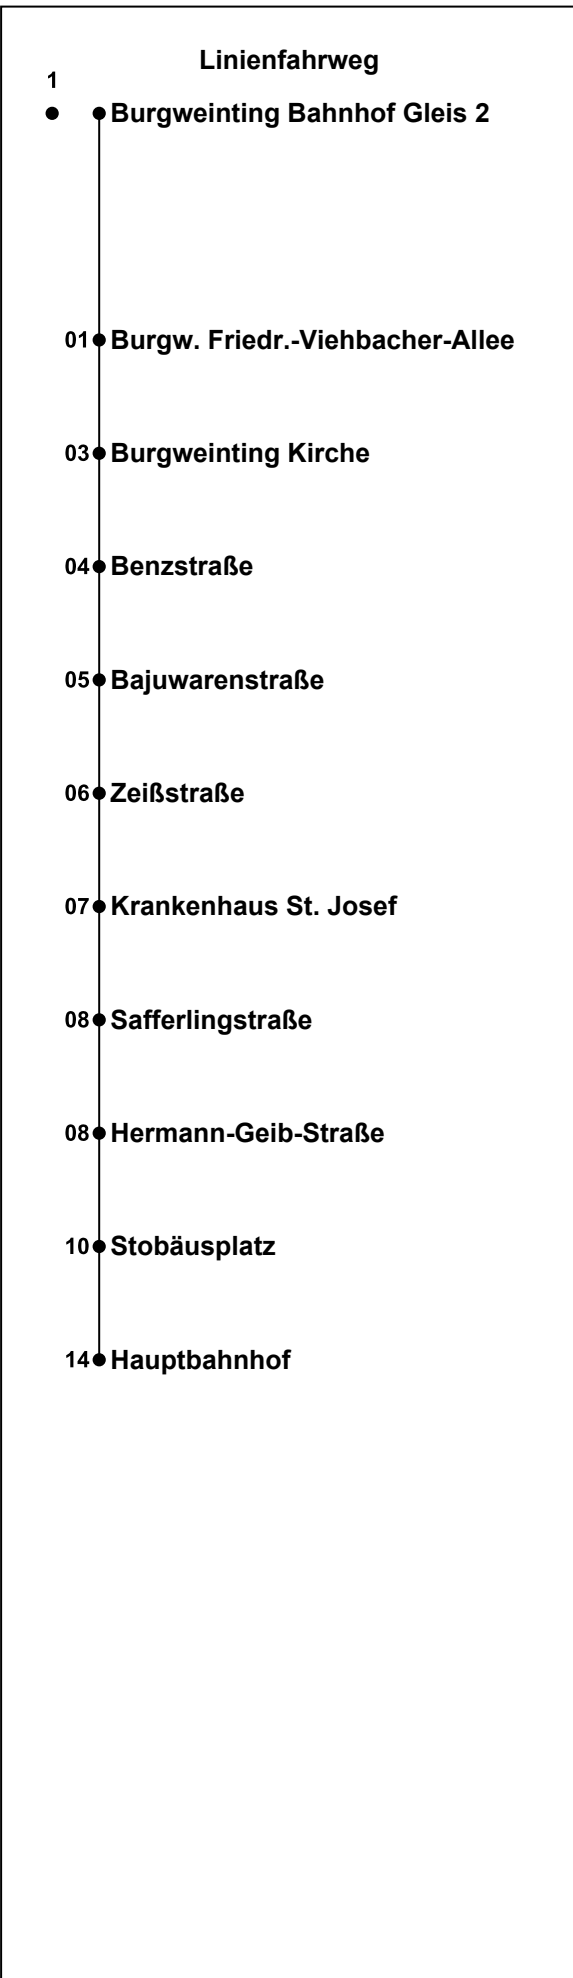 Linienfahrweg
1
Burgweinting Bahnhof Gleis 2
01 Burgw. Friedr.-Viehbacher-Allee
03 Burgweinting Kirche
04 Benzstraße
05 Bajuwarenstraße
06 Zeißstraße
07 Krankenhaus St. Josef
08 Safferlingstraße
08 Hermann-Geib-Straße
10 Stobäusplatz
14 Hauptbahnhof